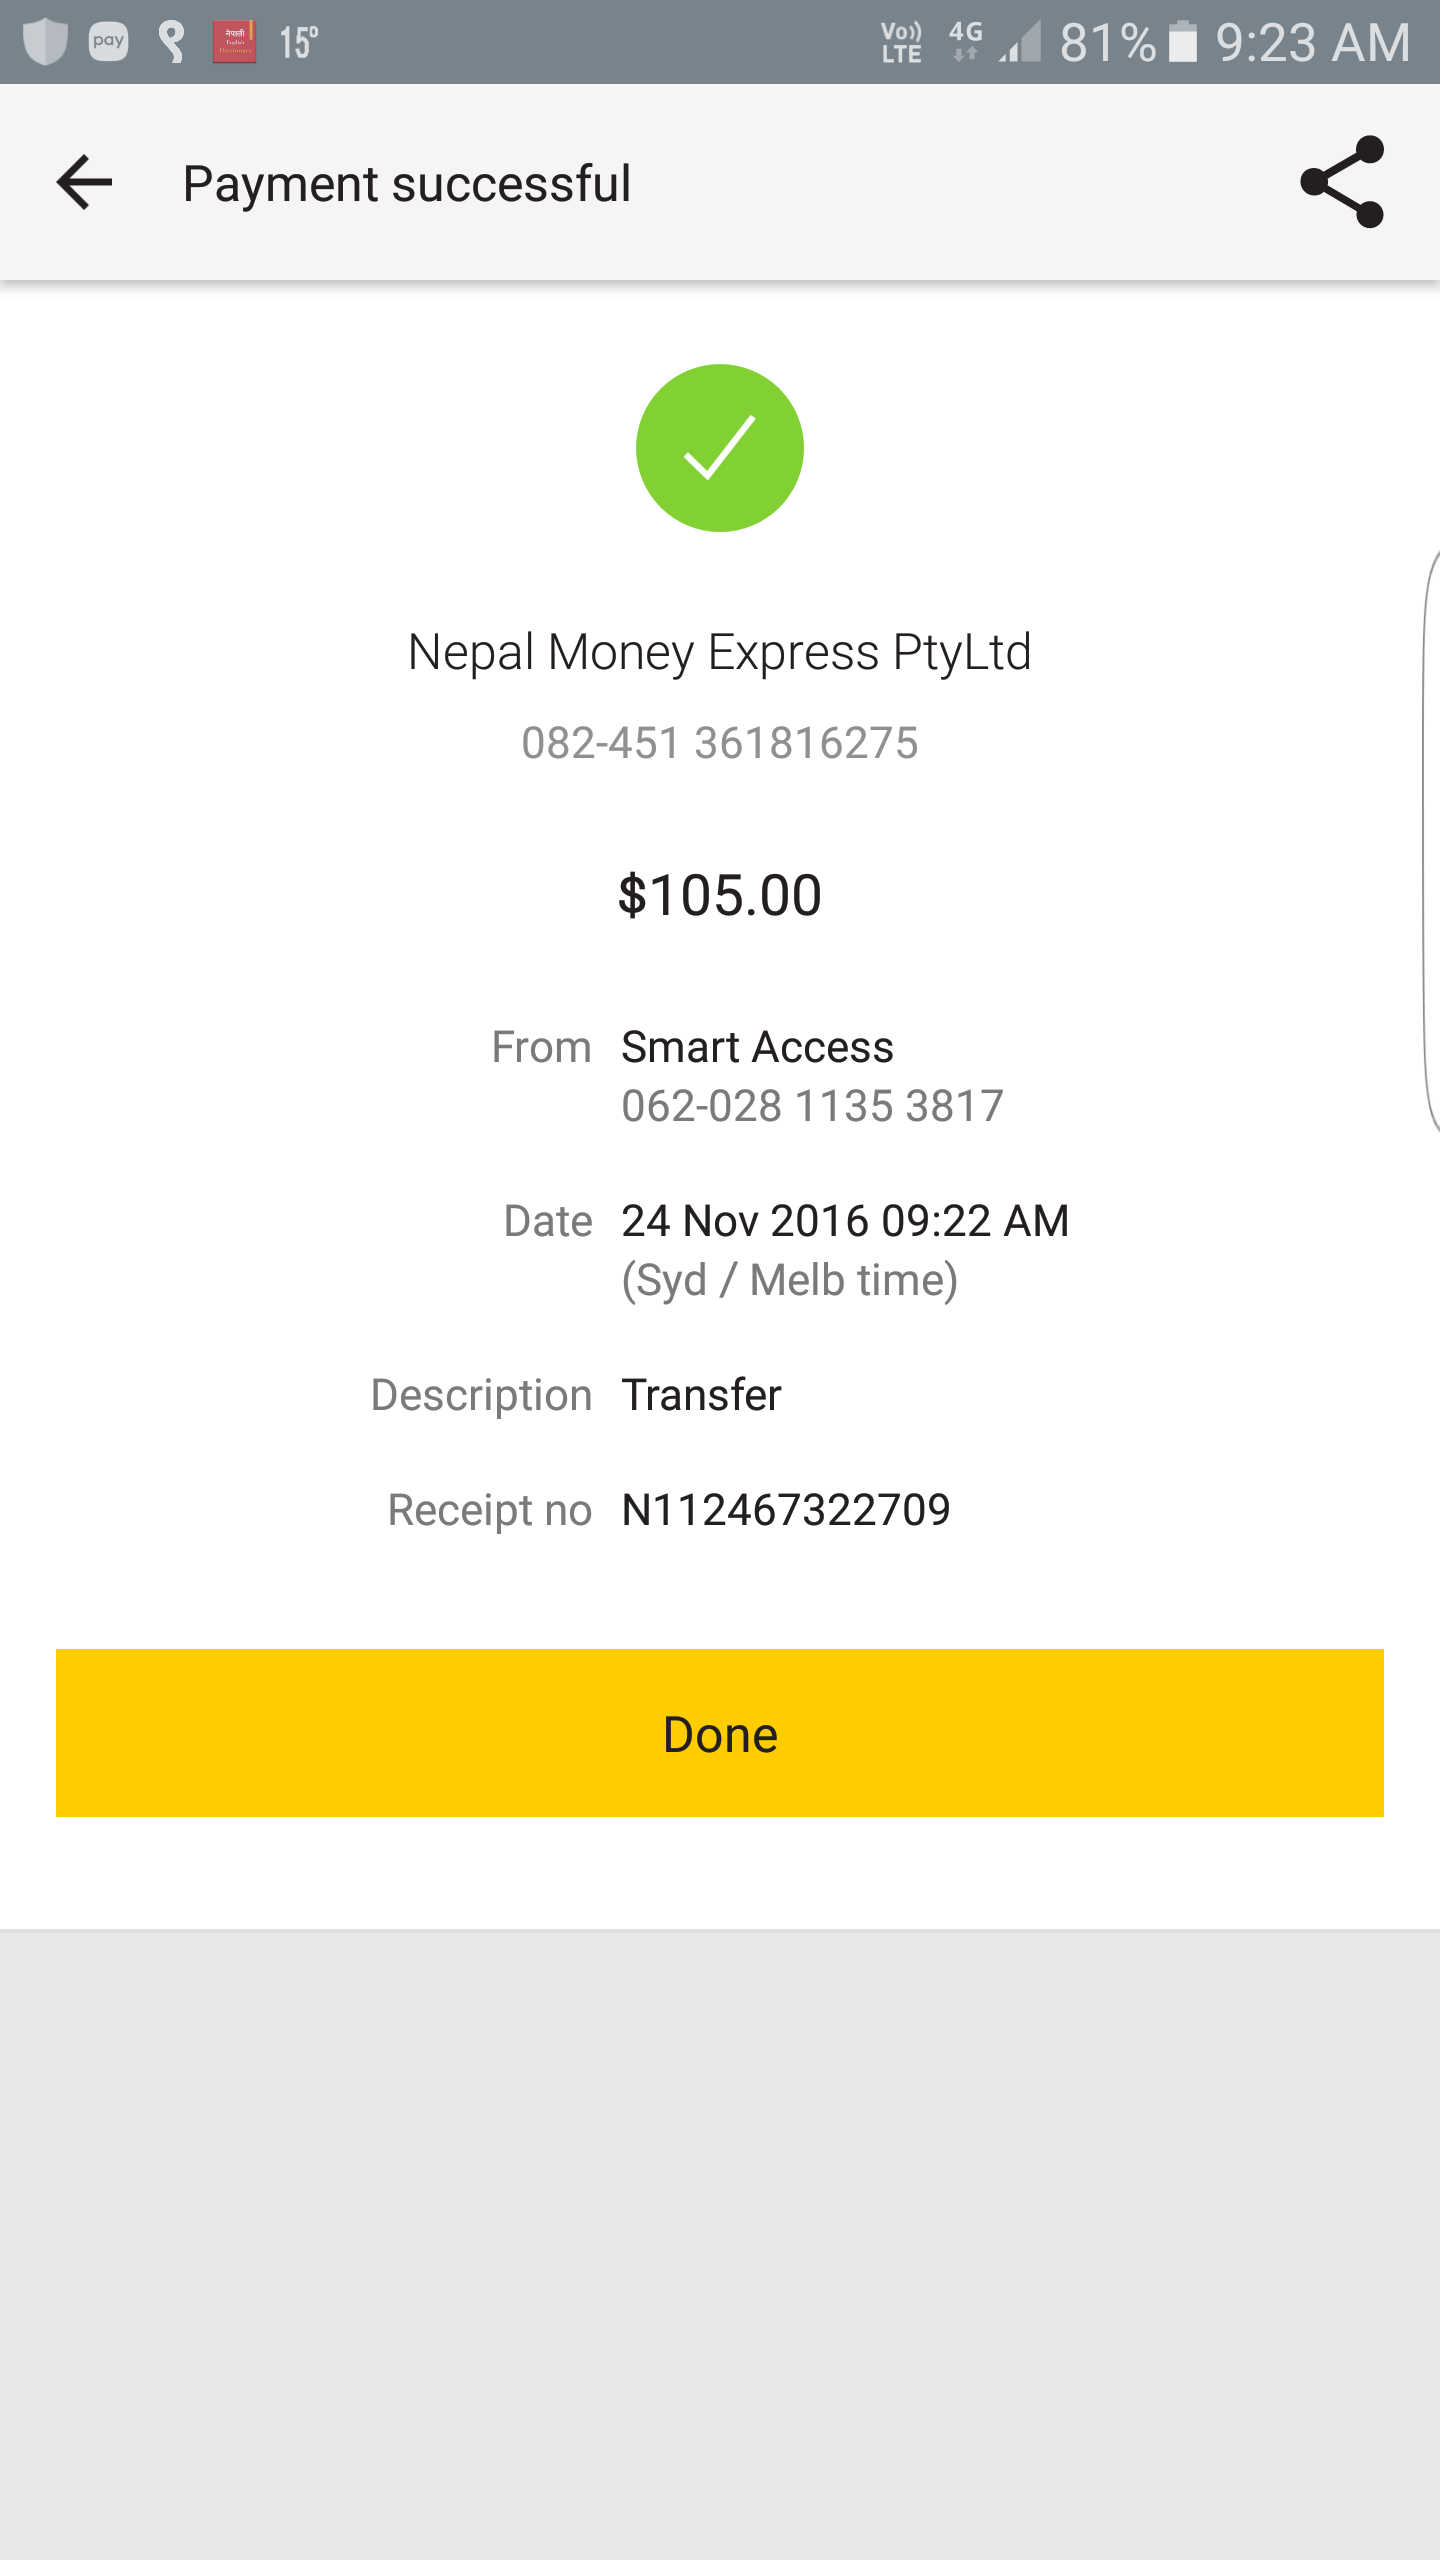 pay
नेपाली
English
Dictionary
15°
Vo)) LTE
4G
81%
9:23 AM
Payment successful
Nepal Money Express PtyLtd
082-451 361816275
$105.00
From Smart Access
062-028 1135 3817
Date 24 Nov 2016 09:22 AM
(Syd / Melb time)
Description Transfer
Receipt no N112467322709
Done